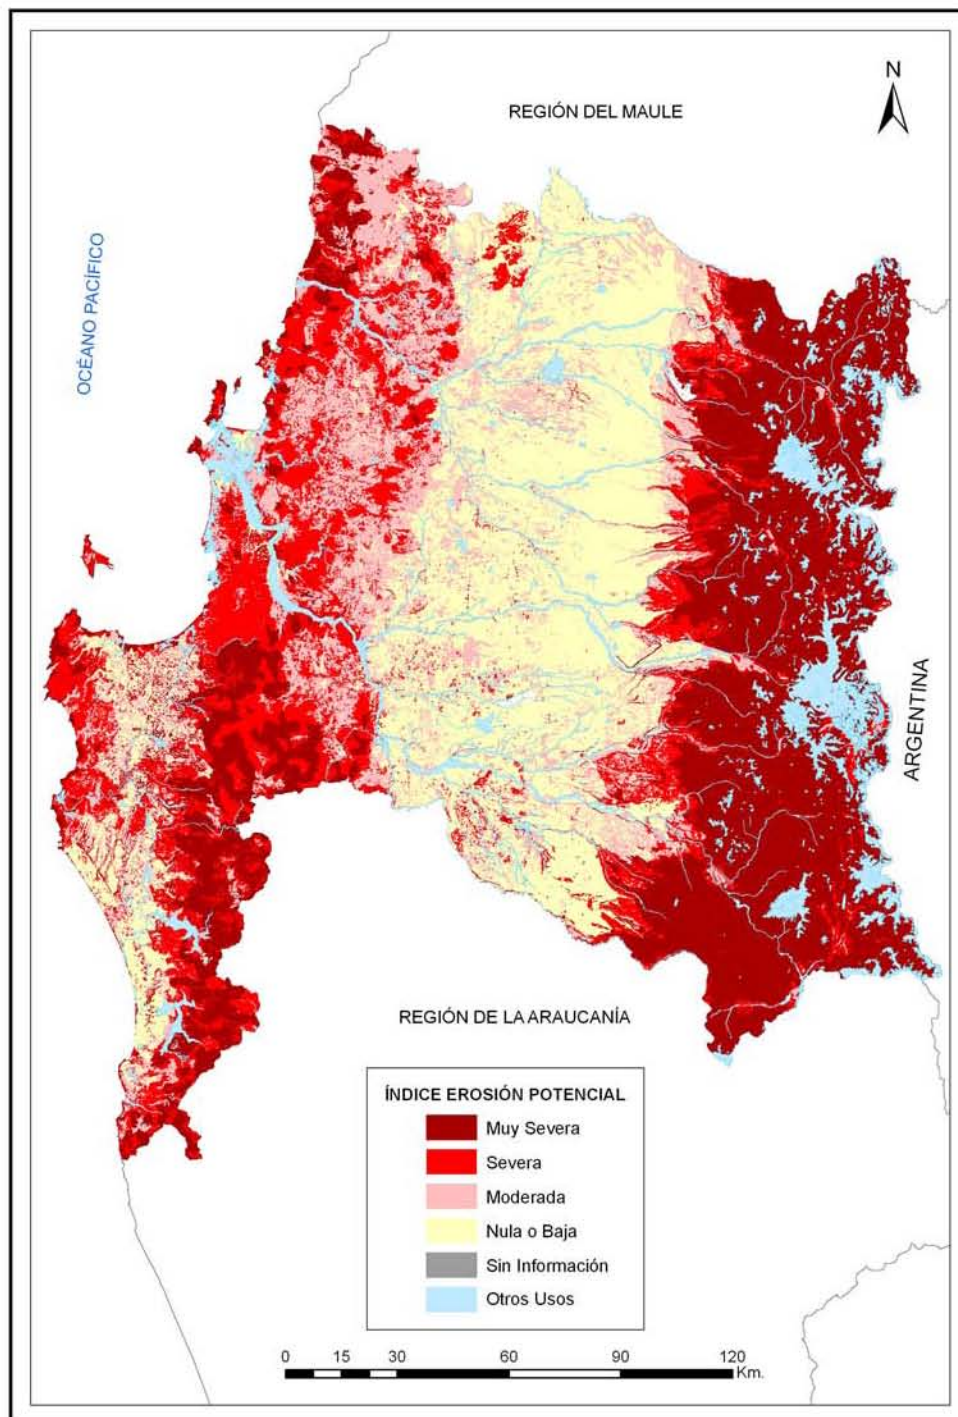 N
REGIÓN DEL MAULE
OCÉANO PACÍFICO
ARGENTINA
REGIÓN DE LA ARAUCANÍA
ÍNDICE EROSIÓN POTENCIAL
Muy Severa
Severa
Moderada
Nula o Baja
Sin Información
Otros Usos
0 15 30 60 90 120
Km.